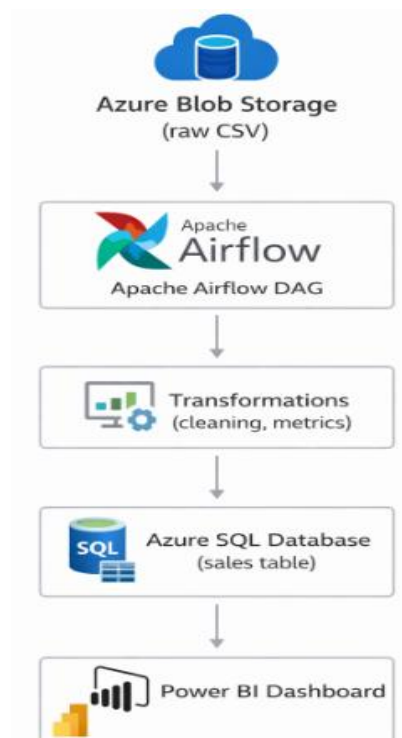 Azure Blob Storage
(raw CSV)
Apache
Airflow
Apache Airflow DAG
Transformations
(cleaning, metrics)
SQL
Azure SQL Database
(sales table)
Power BI Dashboard